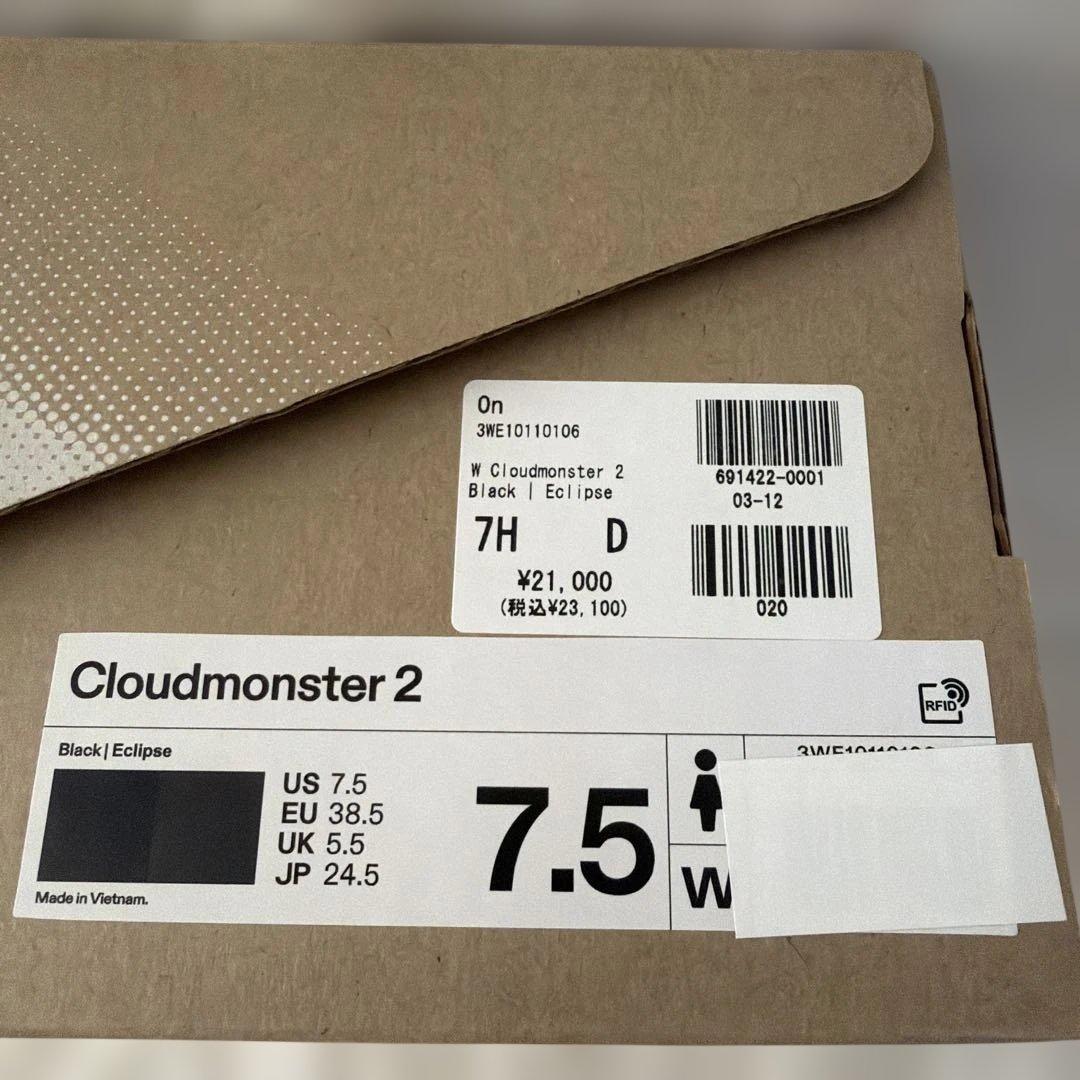 On
3WE10110106
W Cloudmonster 2
Black | Eclipse
7H D
¥21,000
(税込¥23,100)
691422-0001
03-12
020
Cloudmonster 2
RFID
Black | Eclipse
US 7.5
EU 38.5
UK 5.5
JP 24.5
7.5
Made in Vietnam.
W